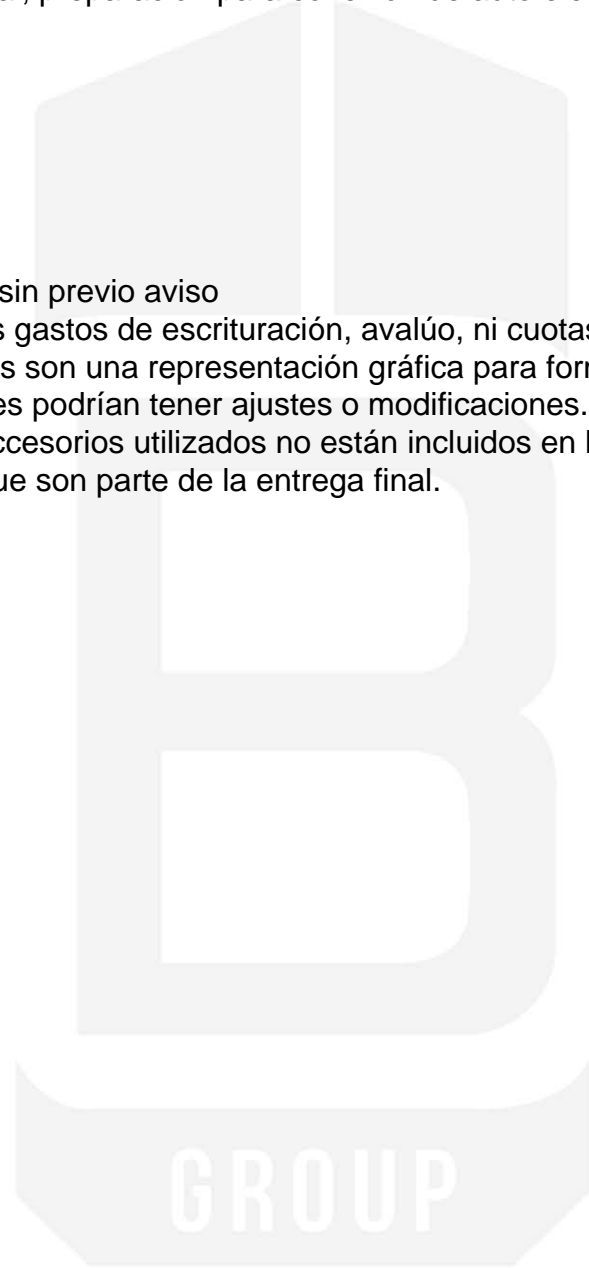 sin previo aviso
s gastos de escrituración, avalúo, ni cuotas
s son una representación gráfica para for
es podrían tener ajustes o modificaciones.
ccesorios utilizados no están incluidos en l
ue son parte de la entrega final.
B
GROUP